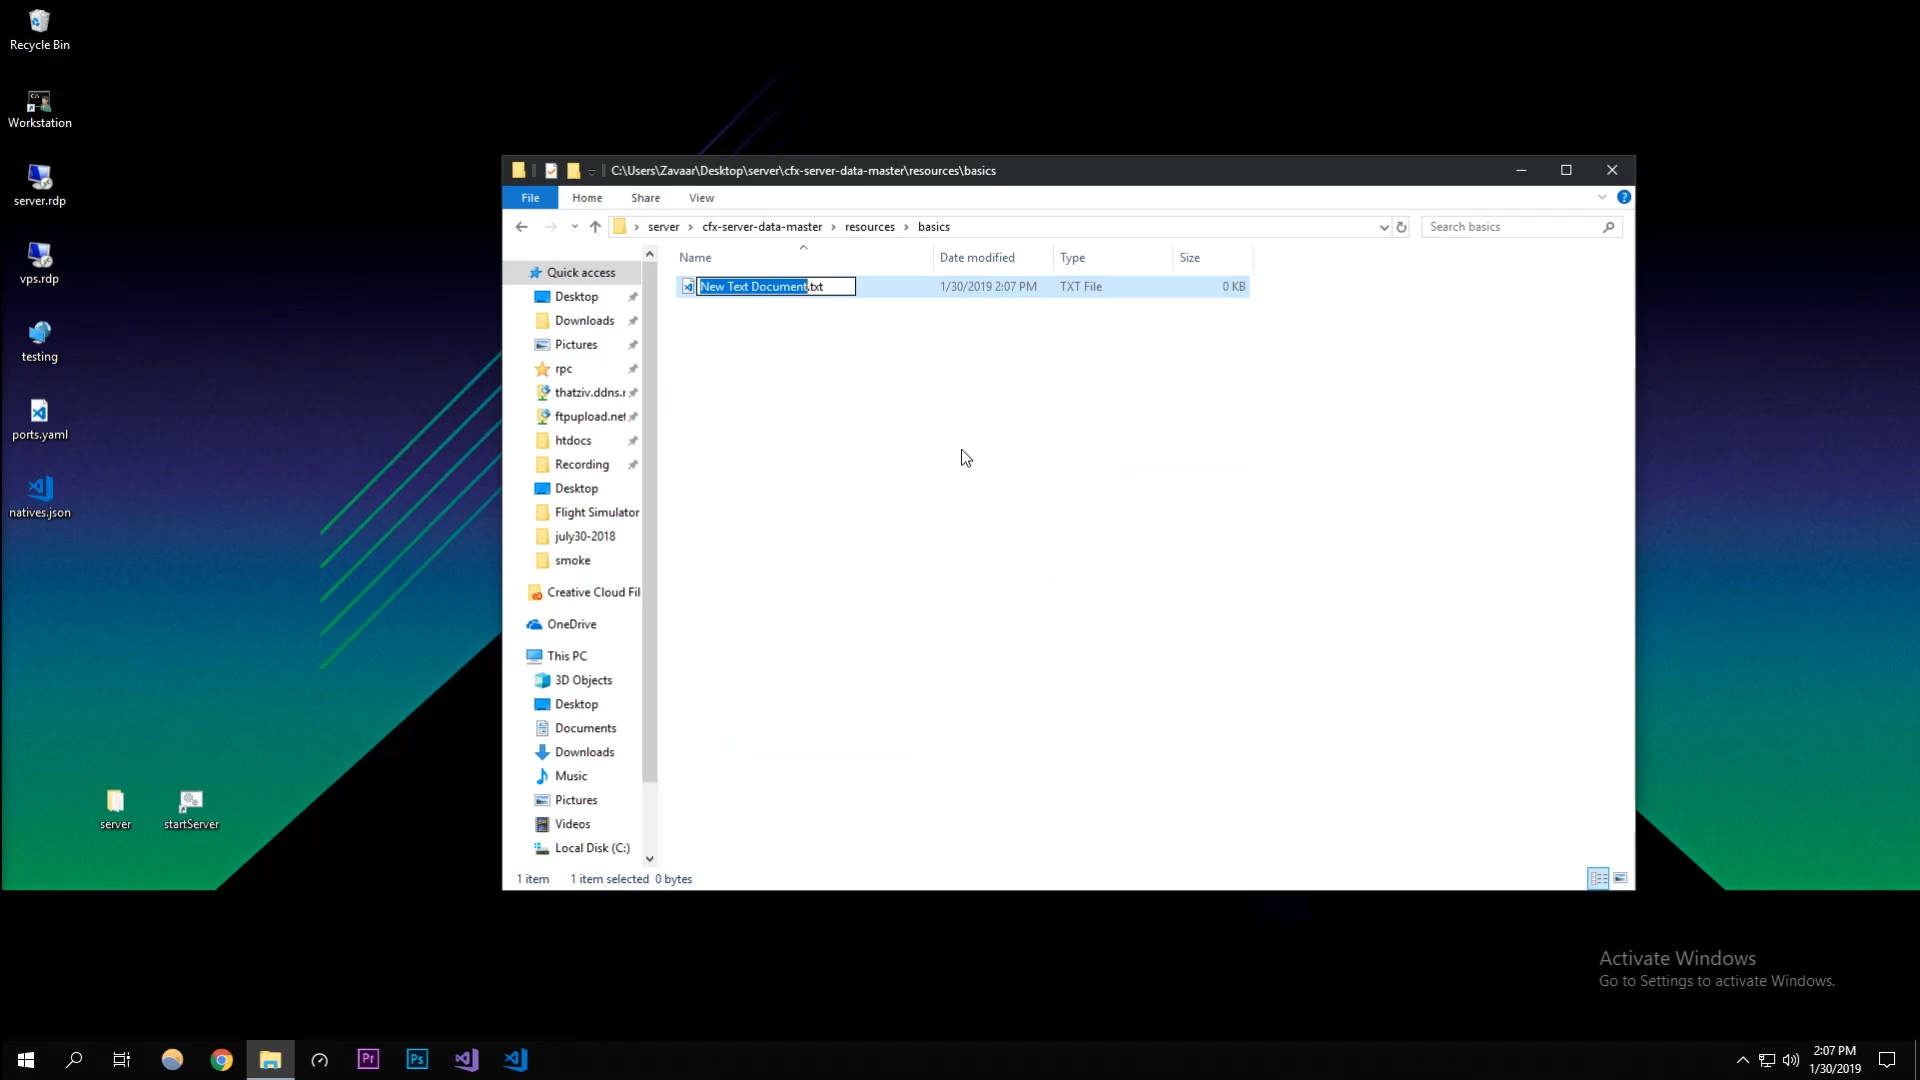 Recycle Bin
Workstation
server.rdp
vps.rdp
testing
ports.yaml
natives.json
server
startServer
C:\Users\Zavaar\Desktop\server\cfx-server-data-master\resources\basics
File Home Share View
server cfx-server-data-master resources basics
Search basics
Name Date modified Type Size
New Text Document.txt 1/30/2019 2:07 PM TXT File 0 KB
Quick access
Desktop
Downloads
Pictures
rpc
thatziv.ddns.r
ftpupload.net
htdocs
Recording
Desktop
Flight Simulator
july30-2018
smoke
Creative Cloud Fil
OneDrive
This PC
3D Objects
Desktop
Documents
Downloads
Music
Pictures
Videos
Local Disk (C:)
1 item 1 item selected 0 bytes
Activate Windows
Go to Settings to activate Windows.
Pr
Ps
2:07 PM
1/30/2019